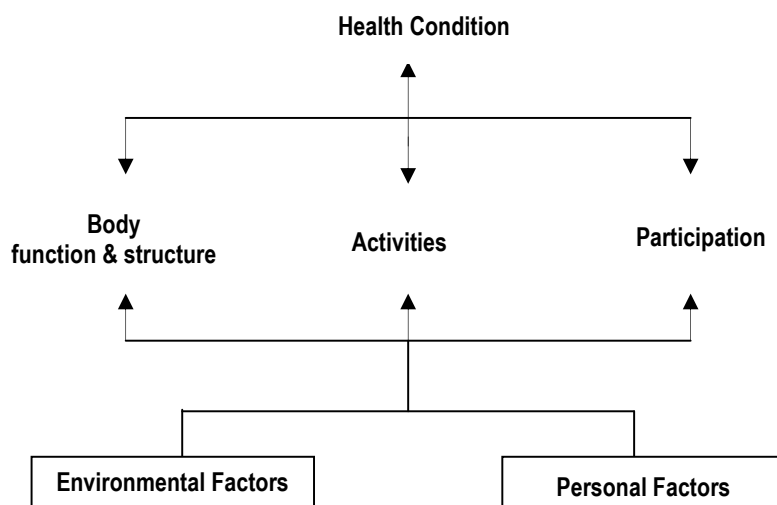 Health Condition
Body
function & structure
Activities
Participation
Environmental Factors
Personal Factors